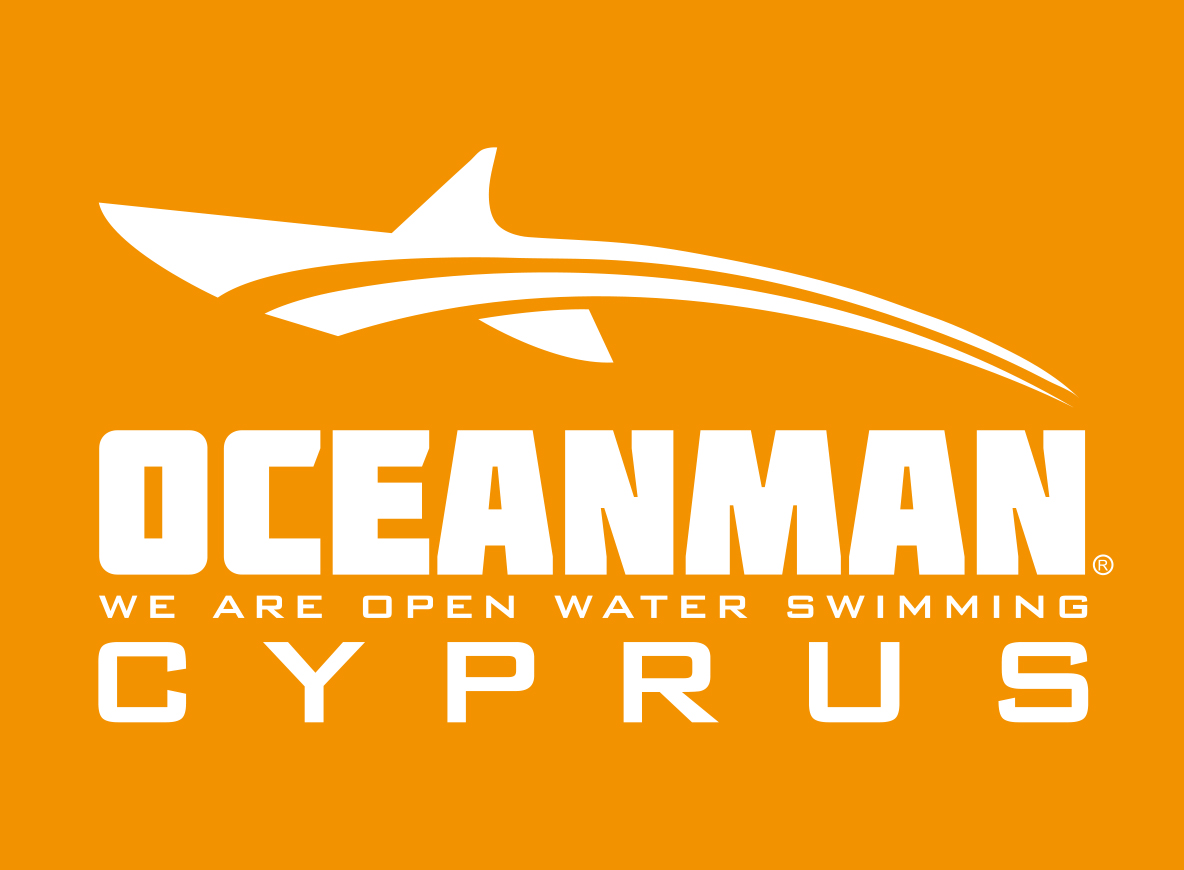 OCEANMAN®
WE ARE OPEN WATER SWIMMING
CYPRUS